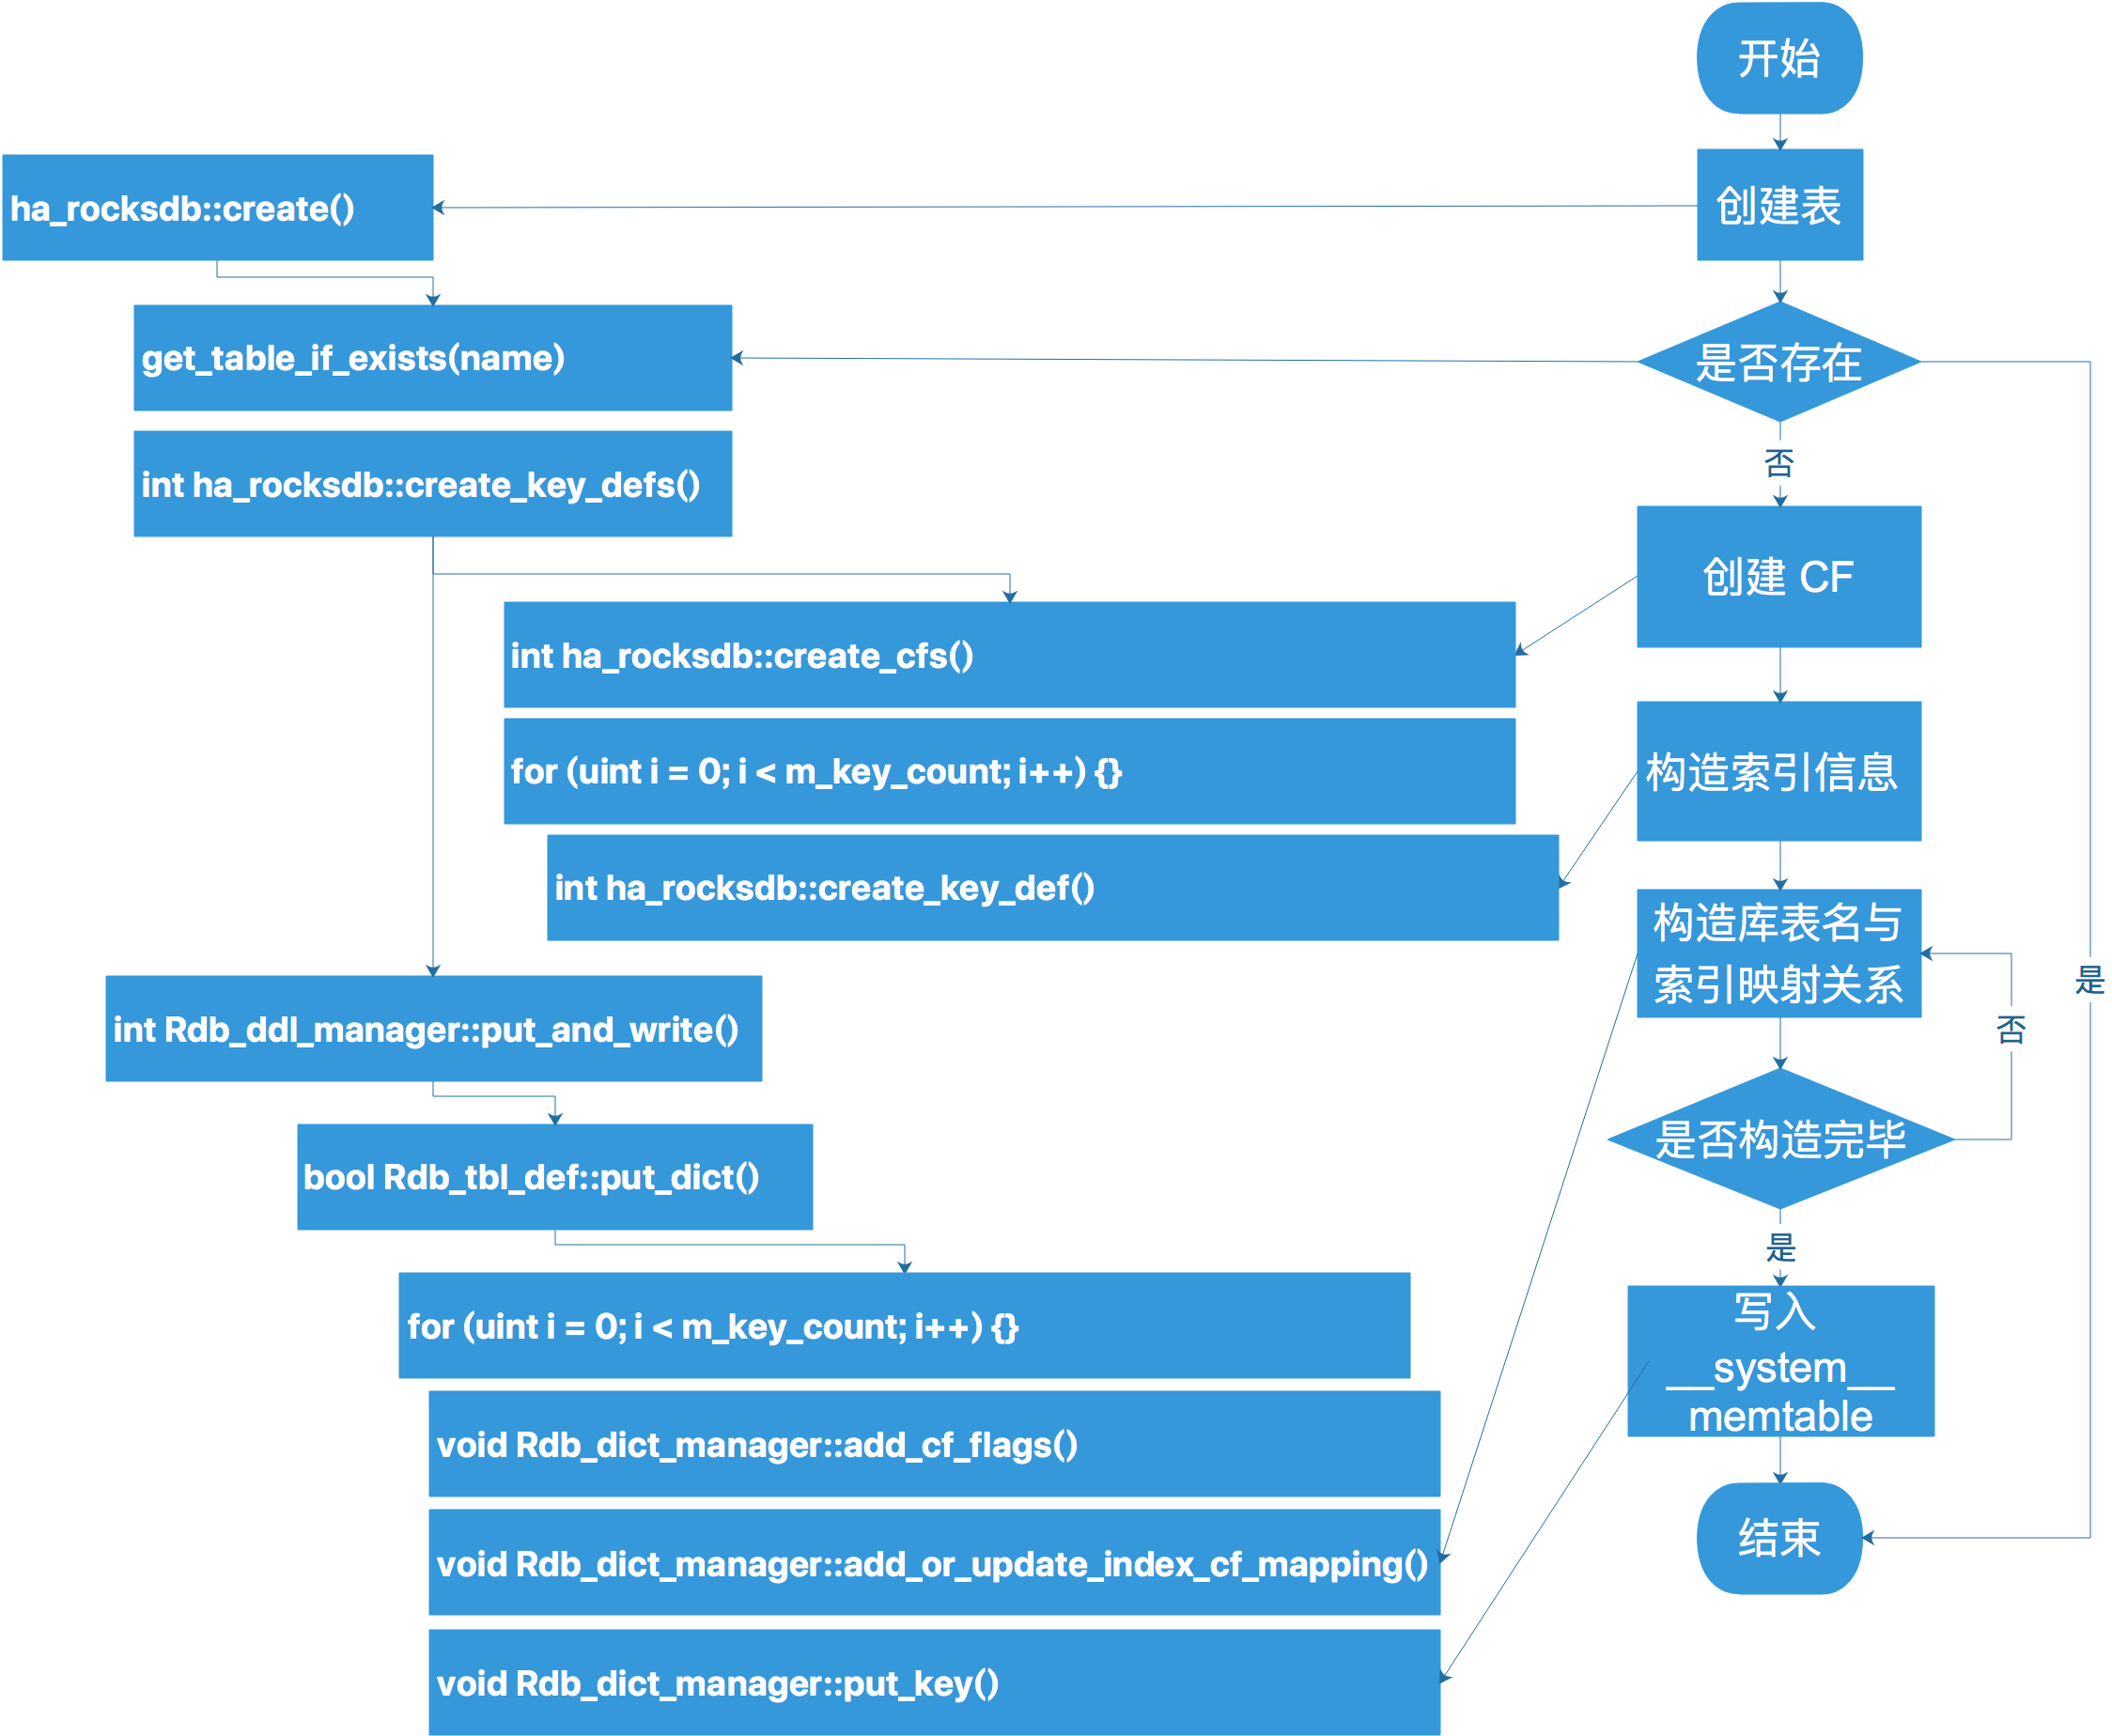 开始
创建表
ha_rocksdb::create()
get_table_if_exists(name)
是否存在
否
int ha_rocksdb::create_key_defs()
创建 CF
int ha_rocksdb::create_cfs()
for (uint i = 0; i < m_key_count; i++) {}
构造索引信息
int ha_rocksdb::create_key_def()
构造库表名与
索引映射关系
是
否
int Rdb_ddl_manager::put_and_write()
是否构造完毕
bool Rdb_tbl_def::put_dict()
是
for (uint i = 0; i < m_key_count; i++) {}
写入
__system__
memtable
void Rdb_dict_manager::add_cf_flags()
结束
void Rdb_dict_manager::add_or_update_index_cf_mapping()
void Rdb_dict_manager::put_key()